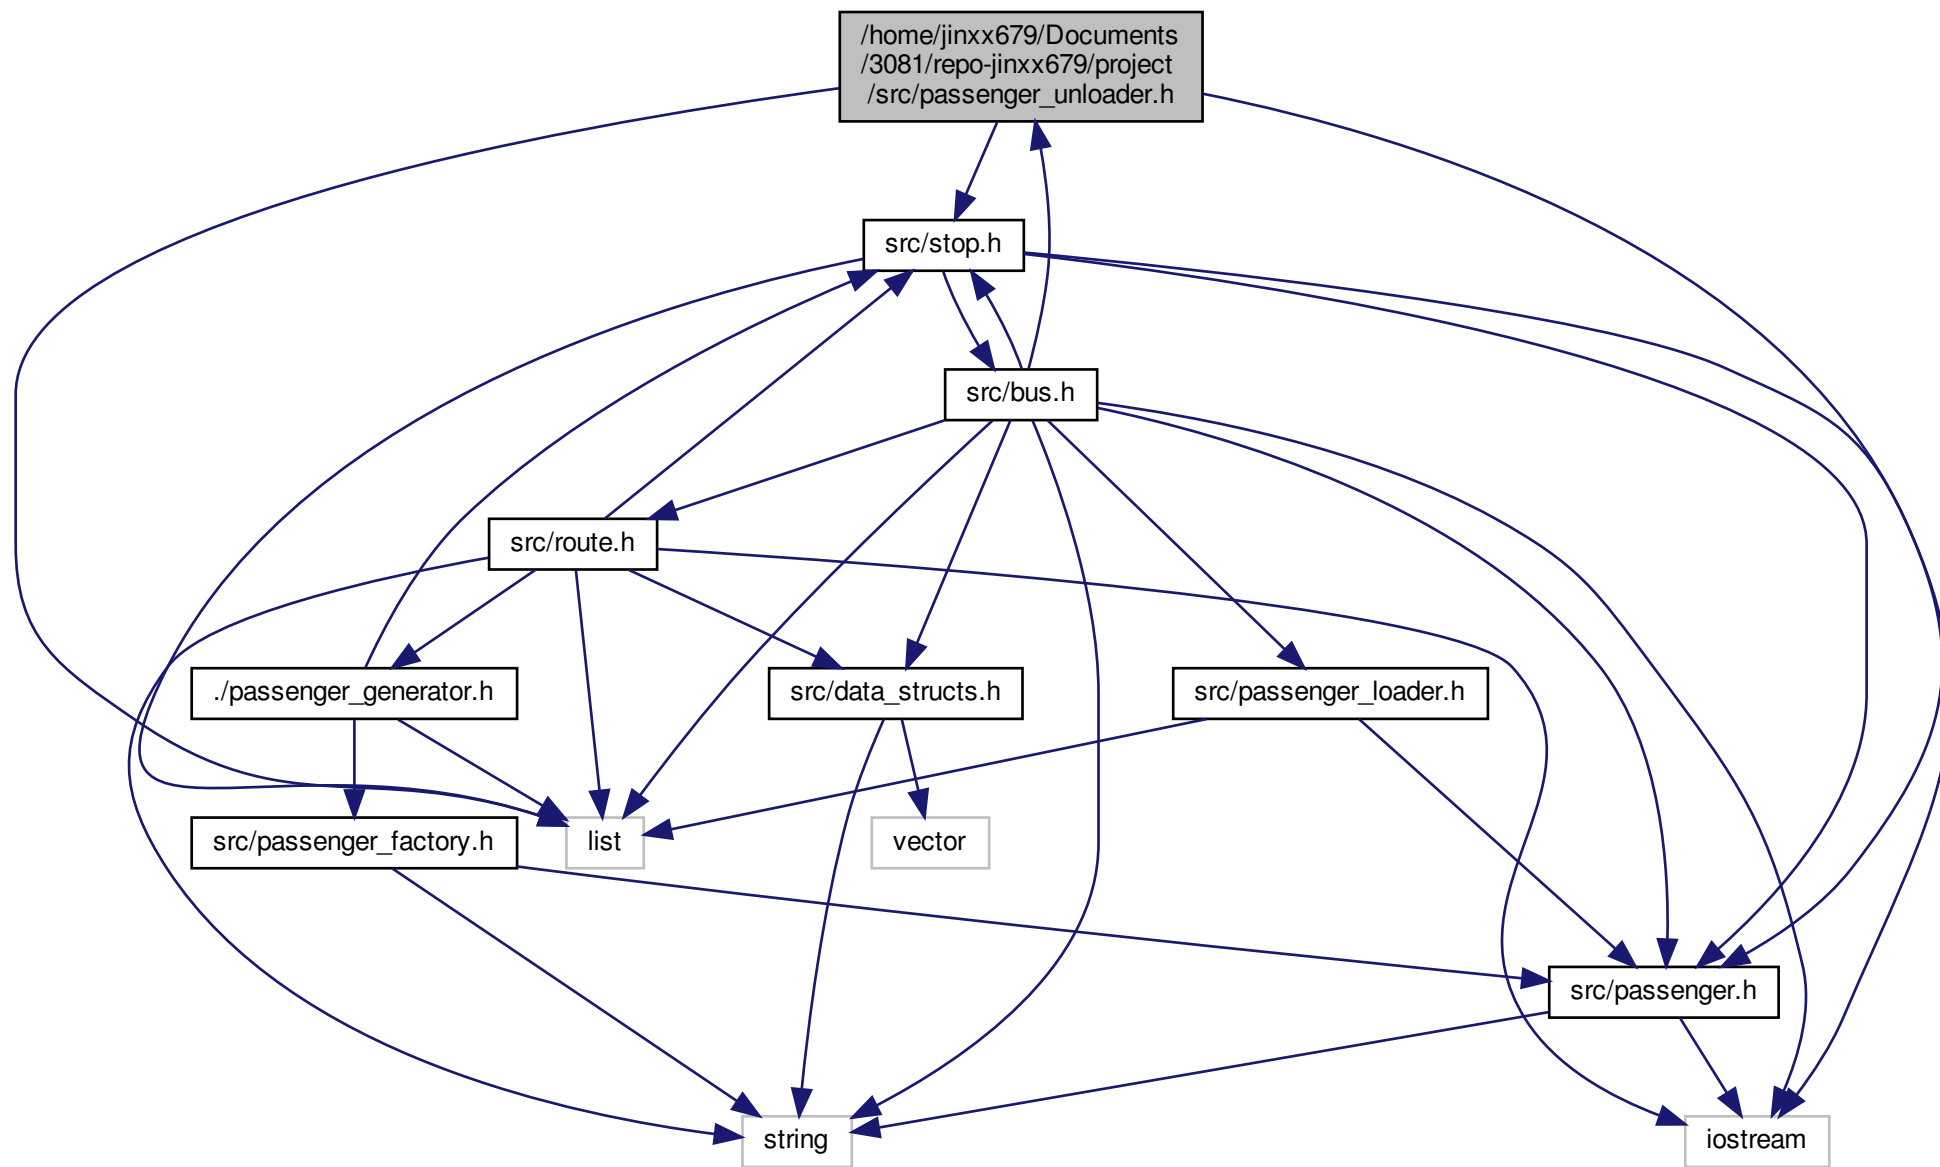 /home/jinxx679/Documents
/3081/repo-jinxx679/project
/src/passenger_unloader.h
src/stop.h
src/bus.h
src/route.h
./passenger_generator.h
src/data_structs.h
src/passenger_loader.h
src/passenger_factory.h
list
vector
src/passenger.h
string
iostream